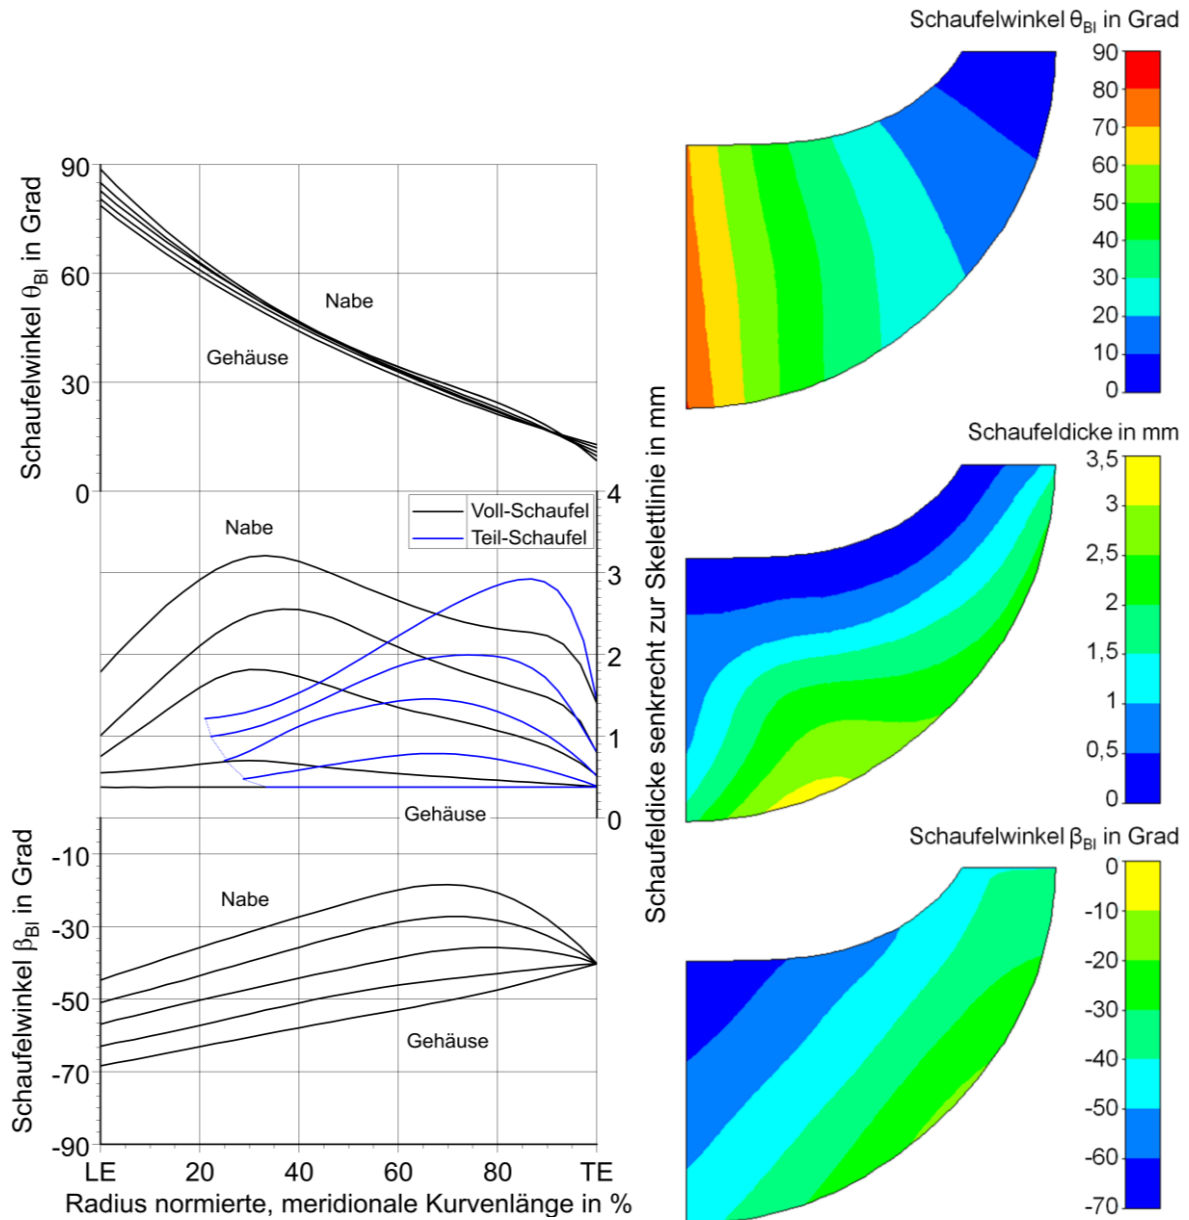 Schaufelwinkel θBl in Grad
90
60
30
0
Nabe
Gehäuse
Schaufeldicke senkrecht zur Skelettlinie in mm
4
3
2
1
0
Voll-Schaufel
Teil-Schaufel
Nabe
Gehäuse
Schaufelwinkel βBl in Grad
-10
-30
-50
-70
-90
Nabe
Gehäuse
LE 20 40 60 80 TE
Radius normierte, meridionale Kurvenlänge in %
Schaufelwinkel θBl in Grad
90
80
70
60
50
40
30
20
10
0
Schaufeldicke in mm
3,5
3
2,5
2
1,5
1
0,5
0
Schaufelwinkel βBl in Grad
0
-10
-20
-30
-40
-50
-60
-70